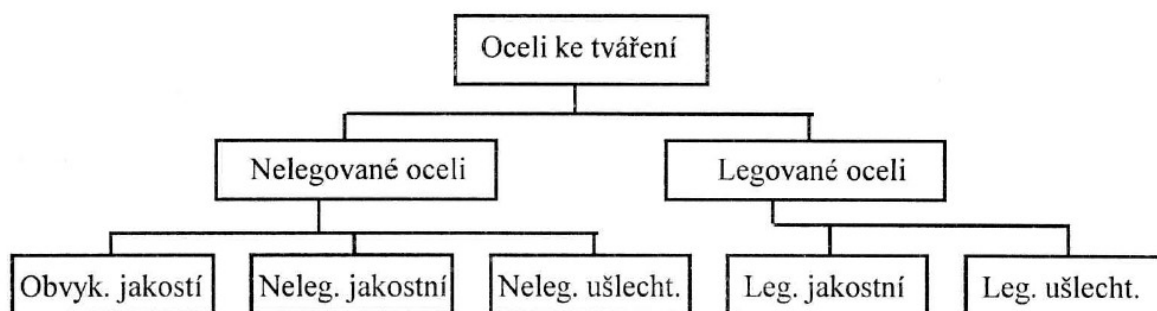 Oceli ke tváření
Nelegované oceli
Legované oceli
Obvyk. jakostí
Neleg. jakostní
Neleg. ušlecht.
Leg. jakostní
Leg. ušlecht.